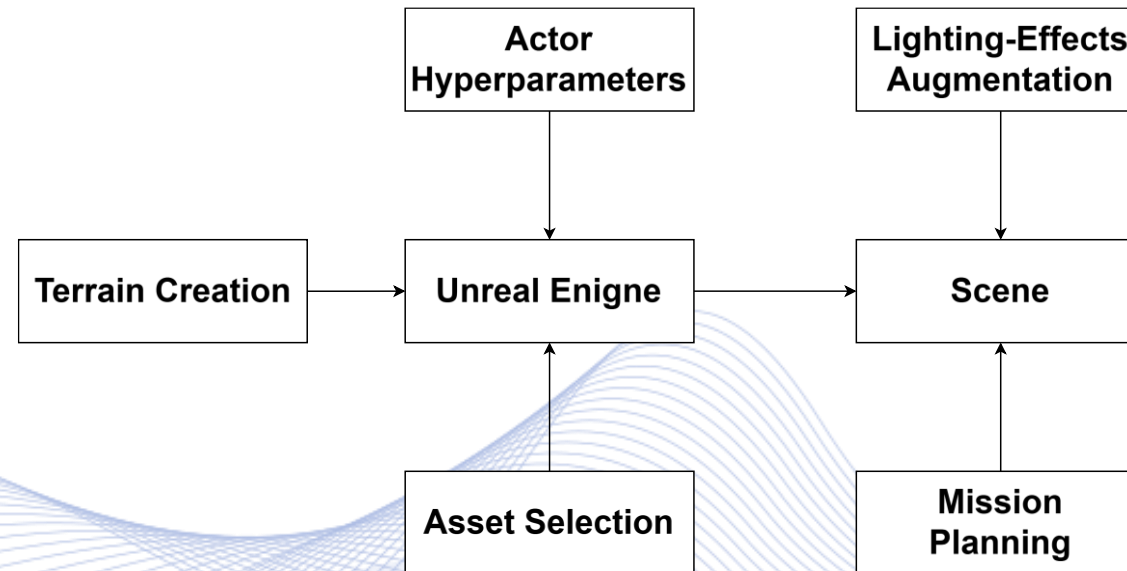 Actor
Hyperparameters
Lighting-Effects
Augmentation
Terrain Creation
Unreal Enigne
Scene
Asset Selection
Mission
Planning